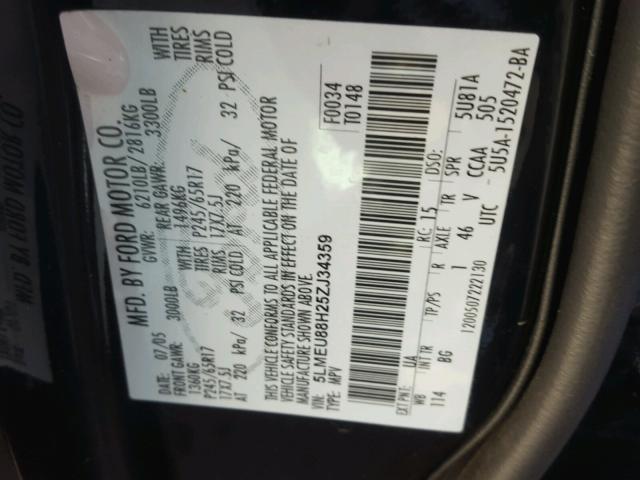 MFD. BY FORD MOTOR CO.
DATE: 07/05 GVWR: 6210LB/2816KG
FRONT GAWR: 3000LB REAR GAWR: 3300LB
1360KG WITH 1496KG WITH
P245/65R17 TIRES P245/65R17 TIRES
17X7.5J RIMS 17X7.5J RIMS
AT 220 kPa/ 32 PSI COLD AT 220 kPa/ 32 PSI COLD
THIS VEHICLE CONFORMS TO ALL APPLICABLE FEDERAL MOTOR
VEHICLE SAFETY STANDARDS IN EFFECT ON THE DATE OF
MANUFACTURE SHOWN ABOVE.
VIN: 5LMEU88H25ZJ34359 F0034
TYPE: MPV T0148
EXT PNT: UA RC: 15 DSO:
WB INT TR TP/PS R AXLE TR SPR 5U81A
114 BG 1 46 V CCAA 505
120050722130 UTC 5U5A-1520472-BA